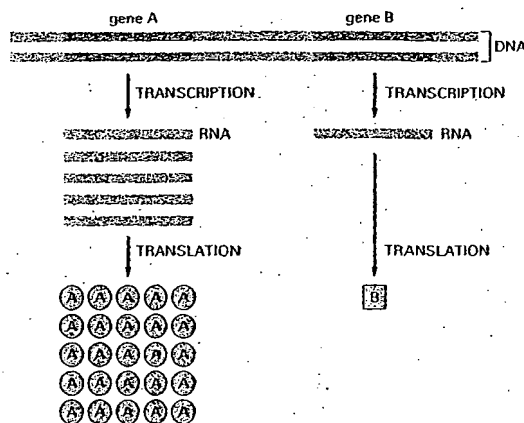 gene A gene B
DNA
TRANSCRIPTION TRANSCRIPTION
RNA RNA
TRANSLATION TRANSLATION
A A A A A B
A A A A A
A A A A A
A A A A A
A A A A A